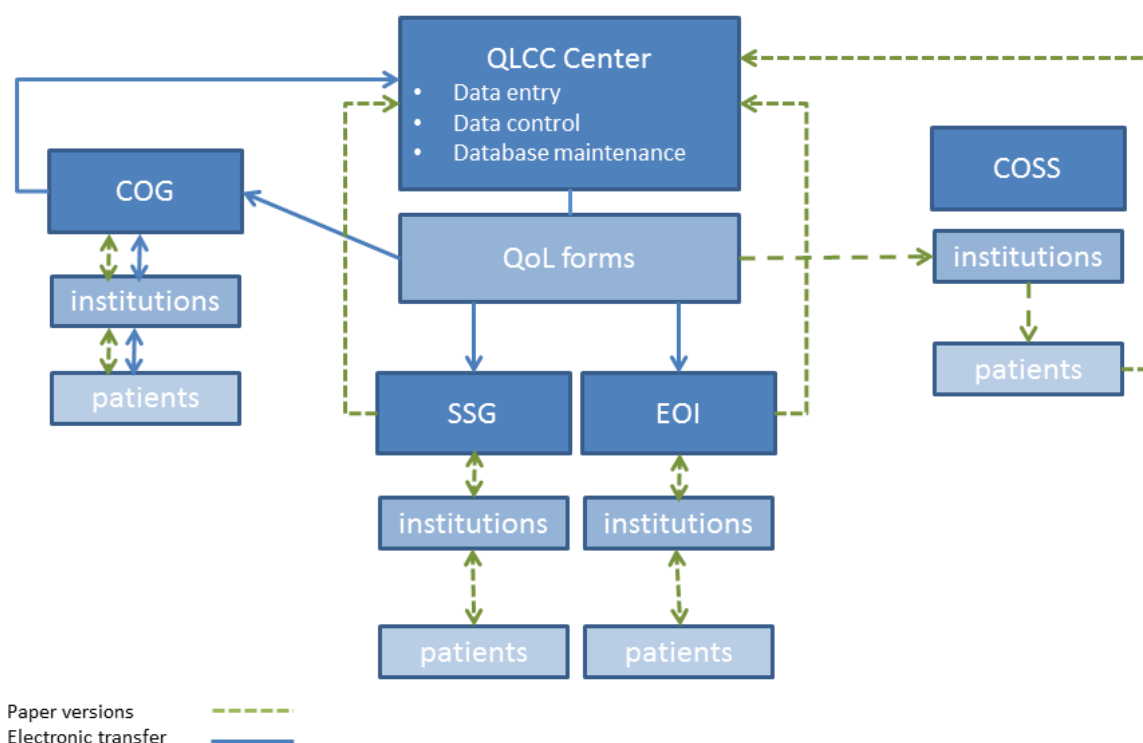 QLCC Center
• Data entry
• Data control
• Database maintenance
COG
institutions
patients
QoL forms
SSG
institutions
patients
EOI
institutions
patients
COSS
institutions
patients
Paper versions
Electronic transfer